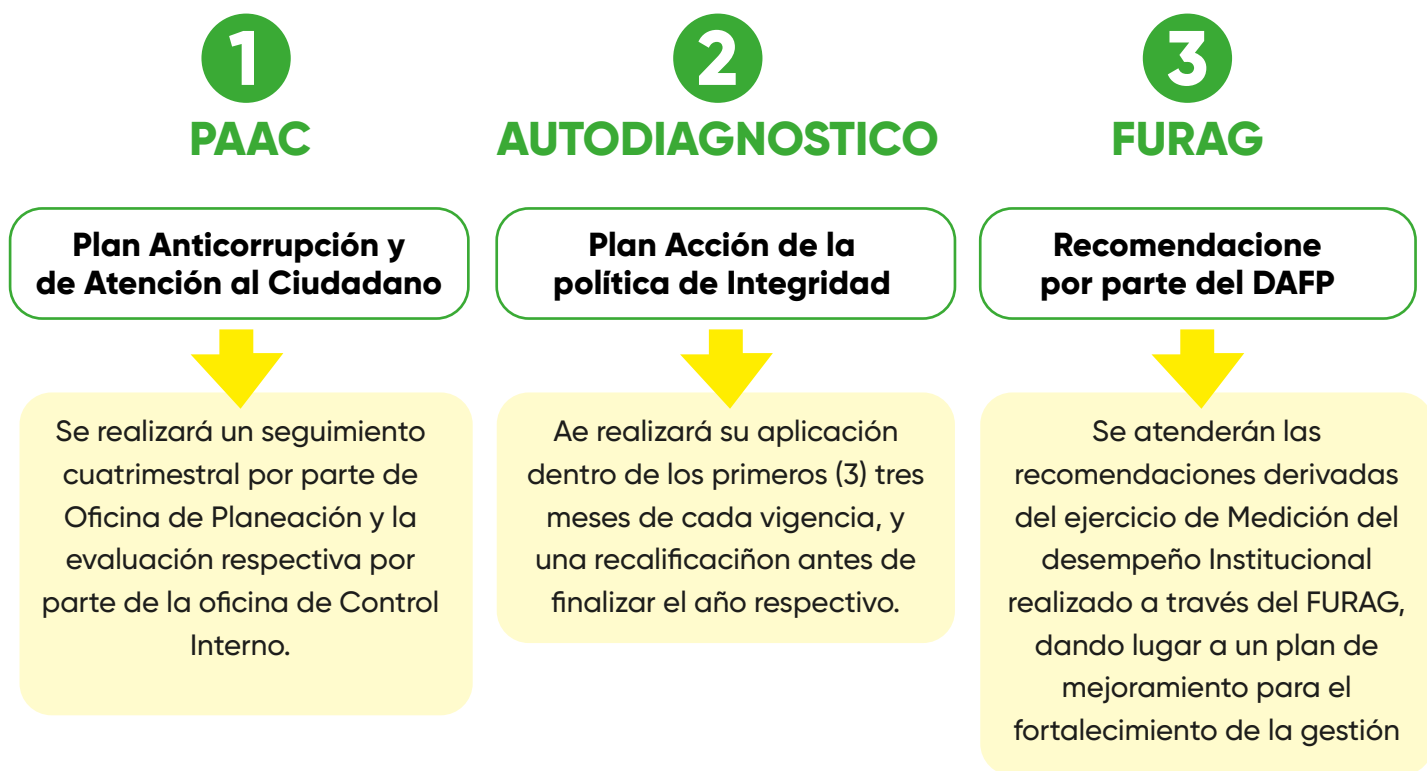 1
PAAC
Plan Anticorrupción y
de Atención al Ciudadano
Se realizará un seguimiento
cuatrimestral por parte de
Oficina de Planeación y la
evaluación respectiva por
parte de la oficina de Control
Interno.
2
AUTODIAGNOSTICO
Plan Acción de la
política de Integridad
Ae realizará su aplicación
dentro de los primeros (3) tres
meses de cada vigencia, y
una recalificaciñon antes de
finalizar el año respectivo.
3
FURAG
Recomendacione
por parte del DAFP
Se atenderán las
recomendaciones derivadas
del ejercicio de Medición del
desempeño Institucional
realizado a través del FURAG,
dando lugar a un plan de
mejoramiento para el
fortalecimiento de la gestión